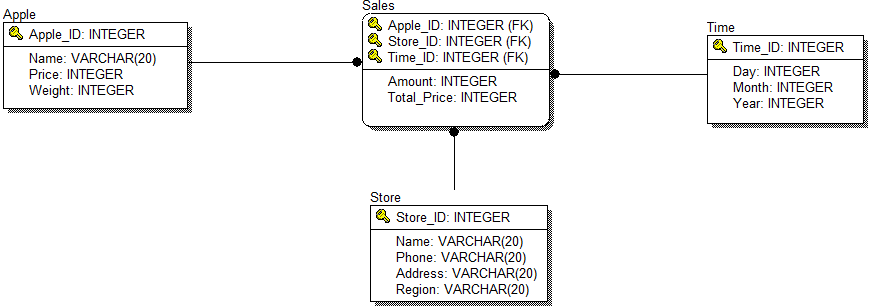 Apple
Apple_ID: INTEGER
Name: VARCHAR(20)
Price: INTEGER
Weight: INTEGER
Sales
Apple_ID: INTEGER (FK)
Store_ID: INTEGER (FK)
Time_ID: INTEGER (FK)
Amount: INTEGER
Total_Price: INTEGER
Time
Time_ID: INTEGER
Day: INTEGER
Month: INTEGER
Year: INTEGER
Store
Store_ID: INTEGER
Name: VARCHAR(20)
Phone: VARCHAR(20)
Address: VARCHAR(20)
Region: VARCHAR(20)